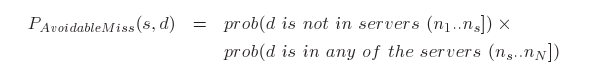 P_{AvoidableMiss}(s, d) = prob(d is not in servers (n_1..n_s]) ×
prob(d is in any of the servers (n_s..n_N])